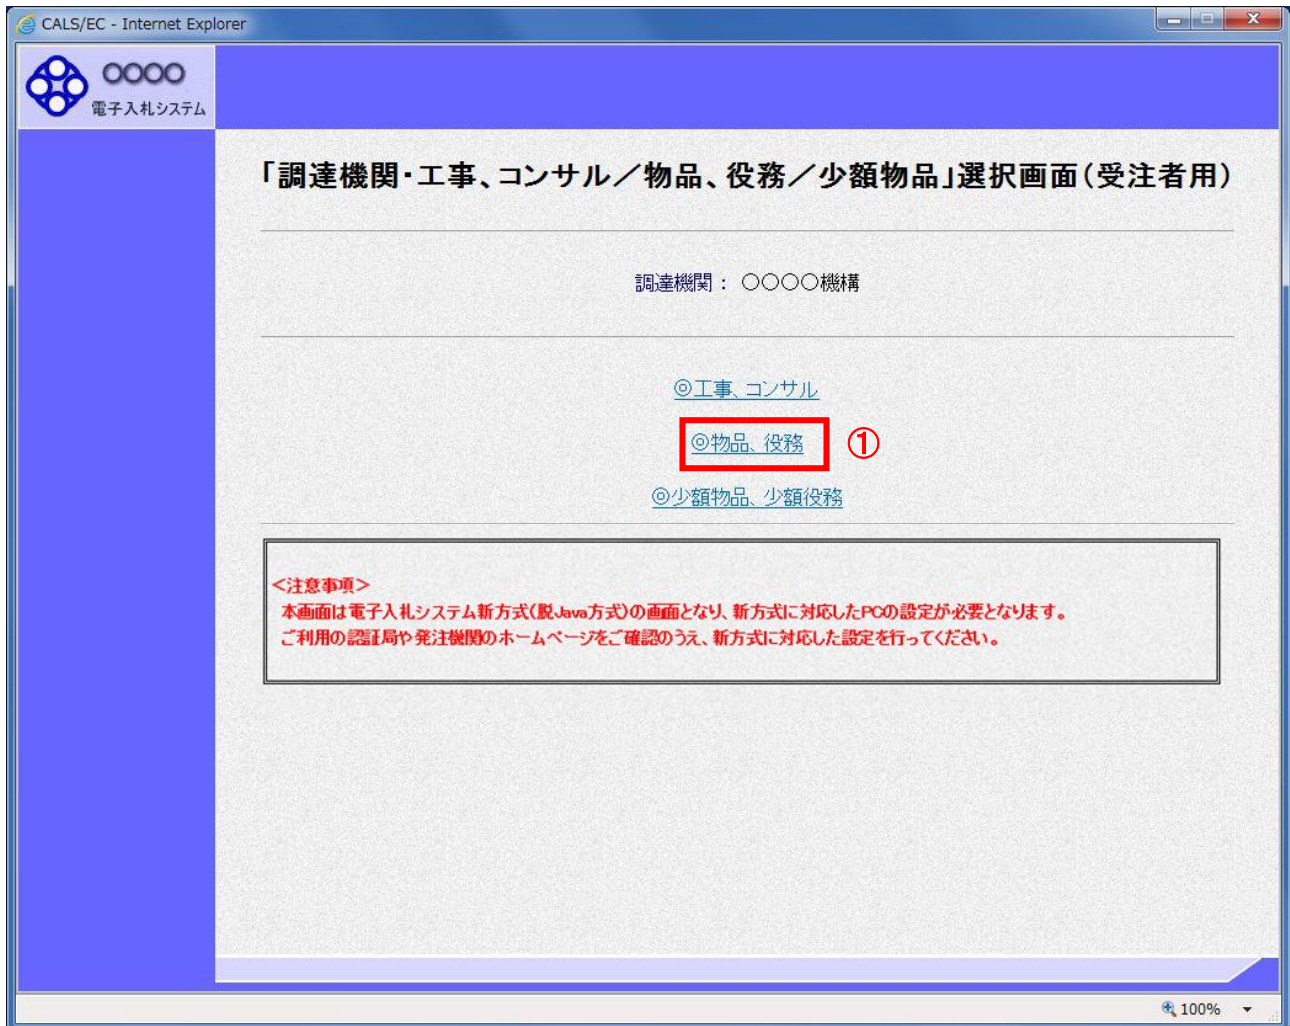 CALS/EC - Internet Explorer
○○○○
電子入札システム
「調達機関・工事、コンサル／物品、役務／少額物品」選択画面（受注者用）
調達機関： ○○○○機構
◎工事、コンサル
◎物品、役務 ①
◎少額物品、少額役務
＜注意事項＞
本画面は電子入札システム新方式(脱Java方式)の画面となり、新方式に対応したPCの設定が必要となります。
ご利用の認証局や発注機関のホームページをご確認のうえ、新方式に対応した設定を行ってください。
100%